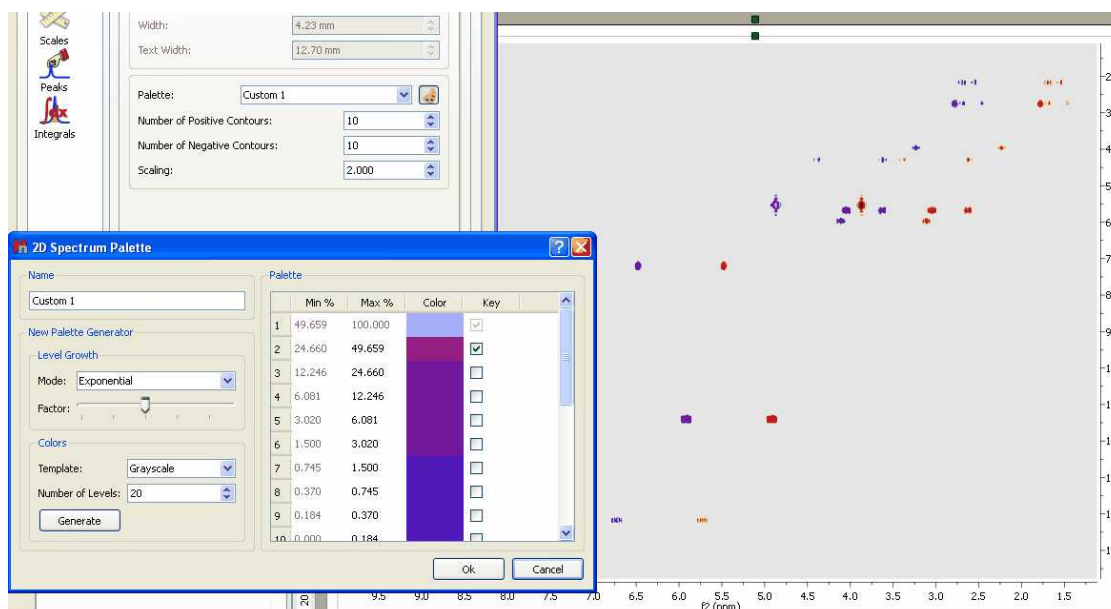 Scales
Peaks
Integrals
Width: 4.23 mm
Text Width: 12.70 mm
Palette: Custom 1
Number of Positive Contours: 10
Number of Negative Contours: 10
Scaling: 2.000
2D Spectrum Palette
Name
Custom 1
New Palette Generator
Level Growth
Mode: Exponential
Factor:
Colors
Template: Grayscale
Number of Levels: 20
Generate
Palette
Min % Max % Color Key
1 49.659 100.000
2 24.660 49.659
3 12.246 24.660
4 6.081 12.246
5 3.020 6.081
6 1.500 3.020
7 0.745 1.500
8 0.370 0.745
9 0.184 0.370
10 0.000 0.184
Ok Cancel
2
3
4
5
6
7
8
9
1
1
1
1
1
1
20
9.5 9.0 8.5 8.0 7.5 7.0 6.5 6.0 5.5 5.0 4.5 4.0 3.5 3.0 2.5 2.0 1.5
f2 (ppm)